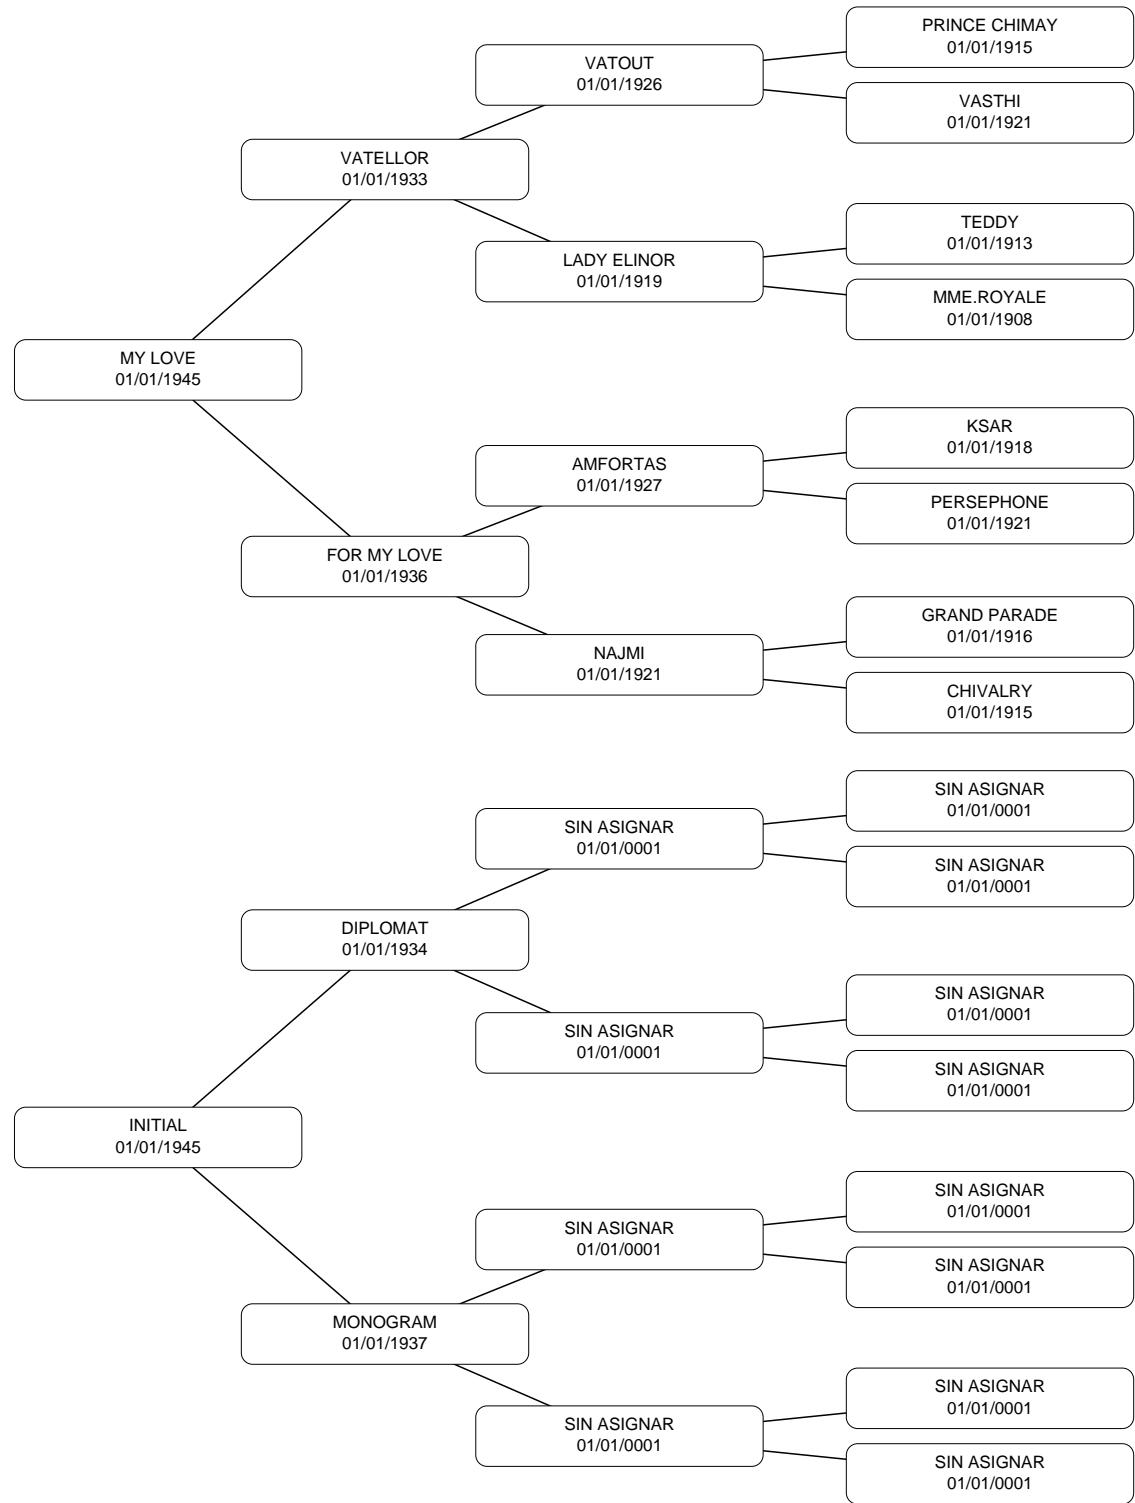 PRINCE CHIMAY
01/01/1915
VATOUT
01/01/1926
VASTHI
01/01/1921
VATELLOR
01/01/1933
TEDDY
01/01/1913
LADY ELINOR
01/01/1919
MME.ROYALE
01/01/1908
MY LOVE
01/01/1945
KSAR
01/01/1918
AMFORTAS
01/01/1927
PERSEPHONE
01/01/1921
FOR MY LOVE
01/01/1936
GRAND PARADE
01/01/1916
NAJMI
01/01/1921
CHIVALRY
01/01/1915
SIN ASIGNAR
01/01/0001
SIN ASIGNAR
01/01/0001
SIN ASIGNAR
01/01/0001
DIPLOMAT
01/01/1934
SIN ASIGNAR
01/01/0001
SIN ASIGNAR
01/01/0001
SIN ASIGNAR
01/01/0001
INITIAL
01/01/1945
SIN ASIGNAR
01/01/0001
SIN ASIGNAR
01/01/0001
SIN ASIGNAR
01/01/0001
MONOGRAM
01/01/1937
SIN ASIGNAR
01/01/0001
SIN ASIGNAR
01/01/0001
SIN ASIGNAR
01/01/0001